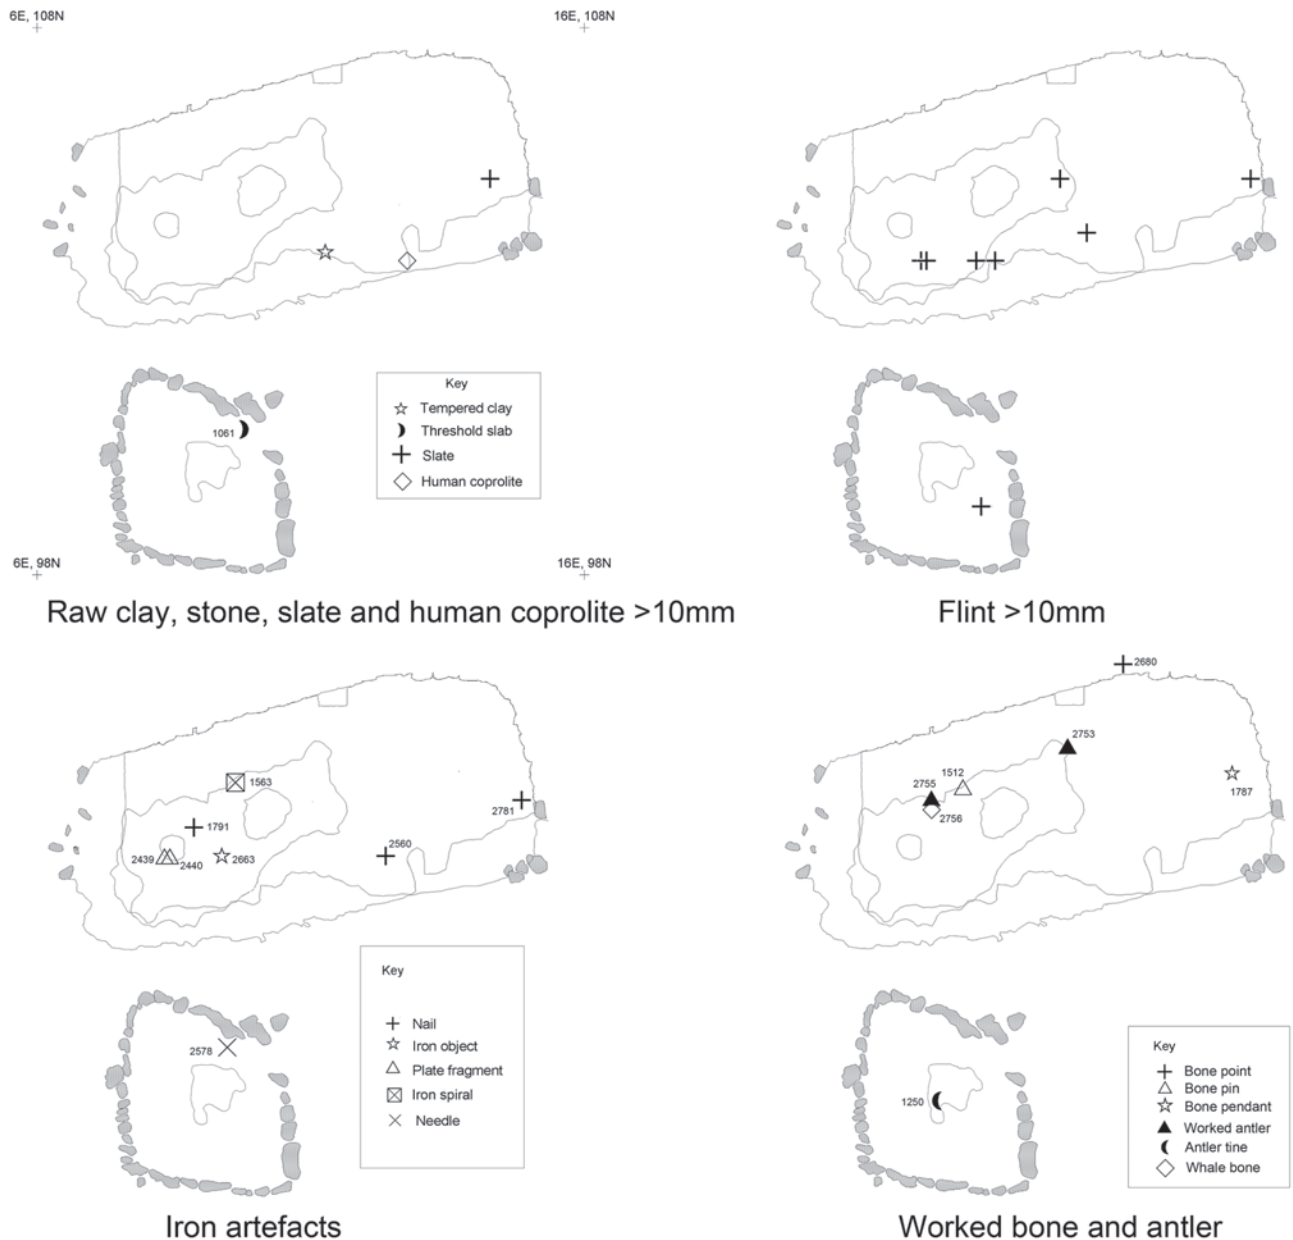 6E, 108N
16E, 108N
Key
Tempered clay
Threshold slab
Slate
Human coprolite
1061
6E, 98N
16E, 98N
Raw clay, stone, slate and human coprolite >10mm
Flint >10mm
1563
1791
2439
2440
2663
2560
2781
2578
Key
Nail
Iron object
Plate fragment
Iron spiral
Needle
Iron artefacts
2680
2753
2755
1512
2756
1787
1250
Key
Bone point
Bone pin
Bone pendant
Worked antler
Antler tine
Whale bone
Worked bone and antler